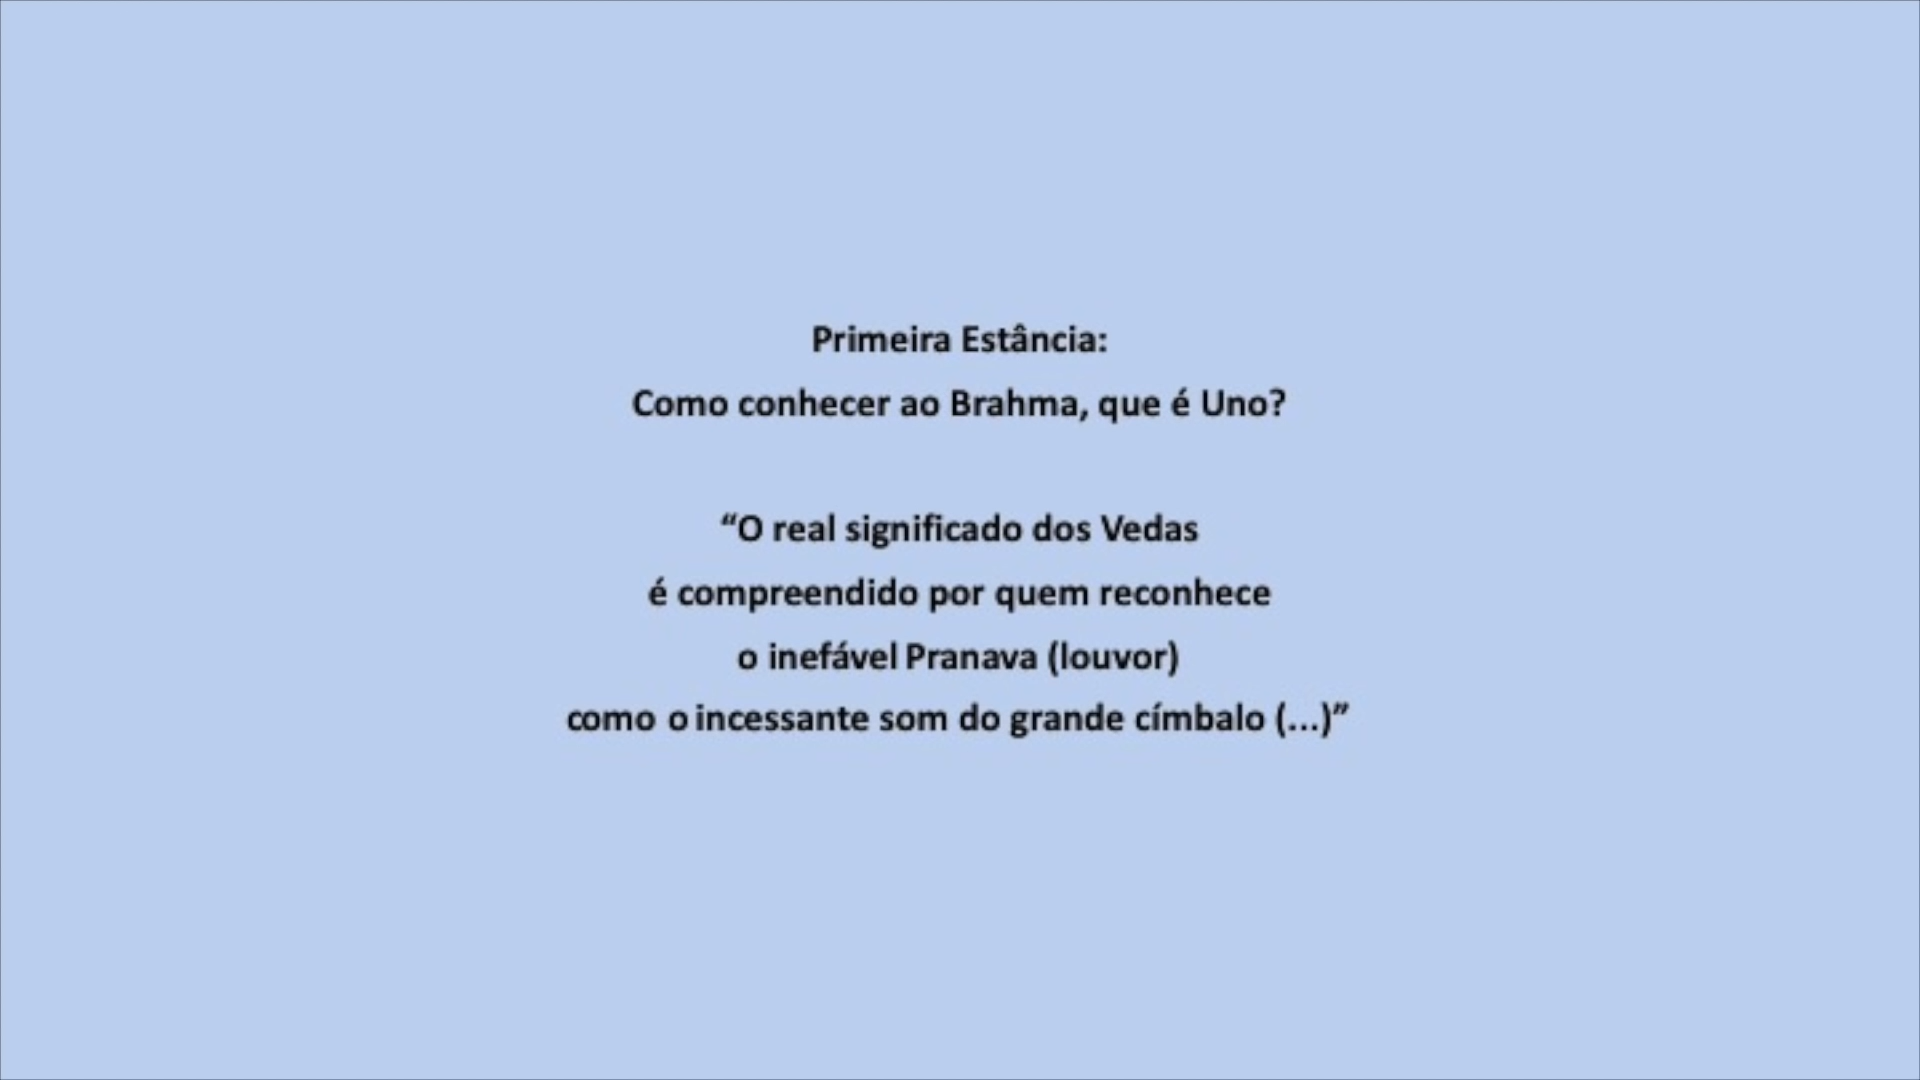 Primeira Estância:
Como conhecer ao Brahma, que é Uno?
“O real significado dos Vedas
é compreendido por quem reconhece
o inefável Pranava (louvor)
como o incessante som do grande címbalo (...)”